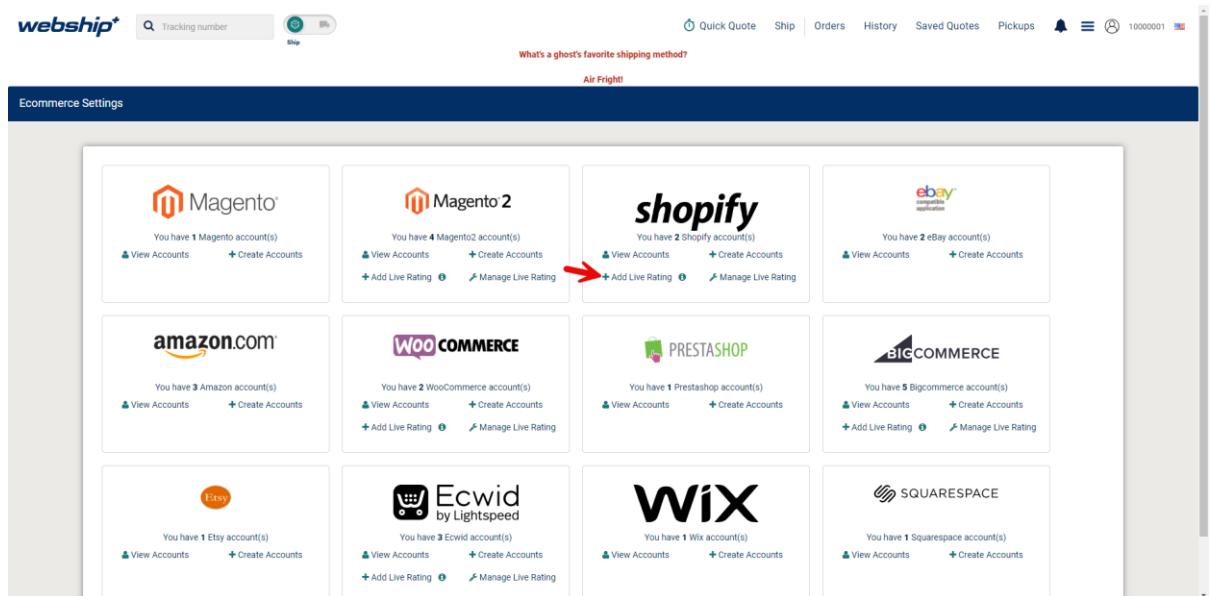 webship+
Tracking number
Ship
Quick Quote Ship Orders History Saved Quotes Pickups 10000001
What's a ghost's favorite shipping method?
Air Fright!
Ecommerce Settings
Magento
You have 1 Magento account(s)
View Accounts + Create Accounts
Magento 2
You have 4 Magento2 account(s)
View Accounts + Create Accounts
+ Add Live Rating Manage Live Rating
shopify
You have 2 Shopify account(s)
View Accounts + Create Accounts
+ Add Live Rating Manage Live Rating
ebay
compatible
application
You have 2 eBay account(s)
View Accounts + Create Accounts
amazon.com
You have 3 Amazon account(s)
View Accounts + Create Accounts
WOO COMMERCE
You have 2 WooCommerce account(s)
View Accounts + Create Accounts
+ Add Live Rating Manage Live Rating
PRESTASHOP
You have 1 Prestashop account(s)
View Accounts + Create Accounts
BIGCOMMERCE
You have 5 Bigcommerce account(s)
View Accounts + Create Accounts
+ Add Live Rating Manage Live Rating
Etsy
You have 1 Etsy account(s)
View Accounts + Create Accounts
Ecwid
by Lightspeed
You have 3 Ecwid account(s)
View Accounts + Create Accounts
+ Add Live Rating Manage Live Rating
WiX
You have 1 Wix account(s)
View Accounts + Create Accounts
SQUARESPACE
You have 1 Squarespace account(s)
View Accounts + Create Accounts